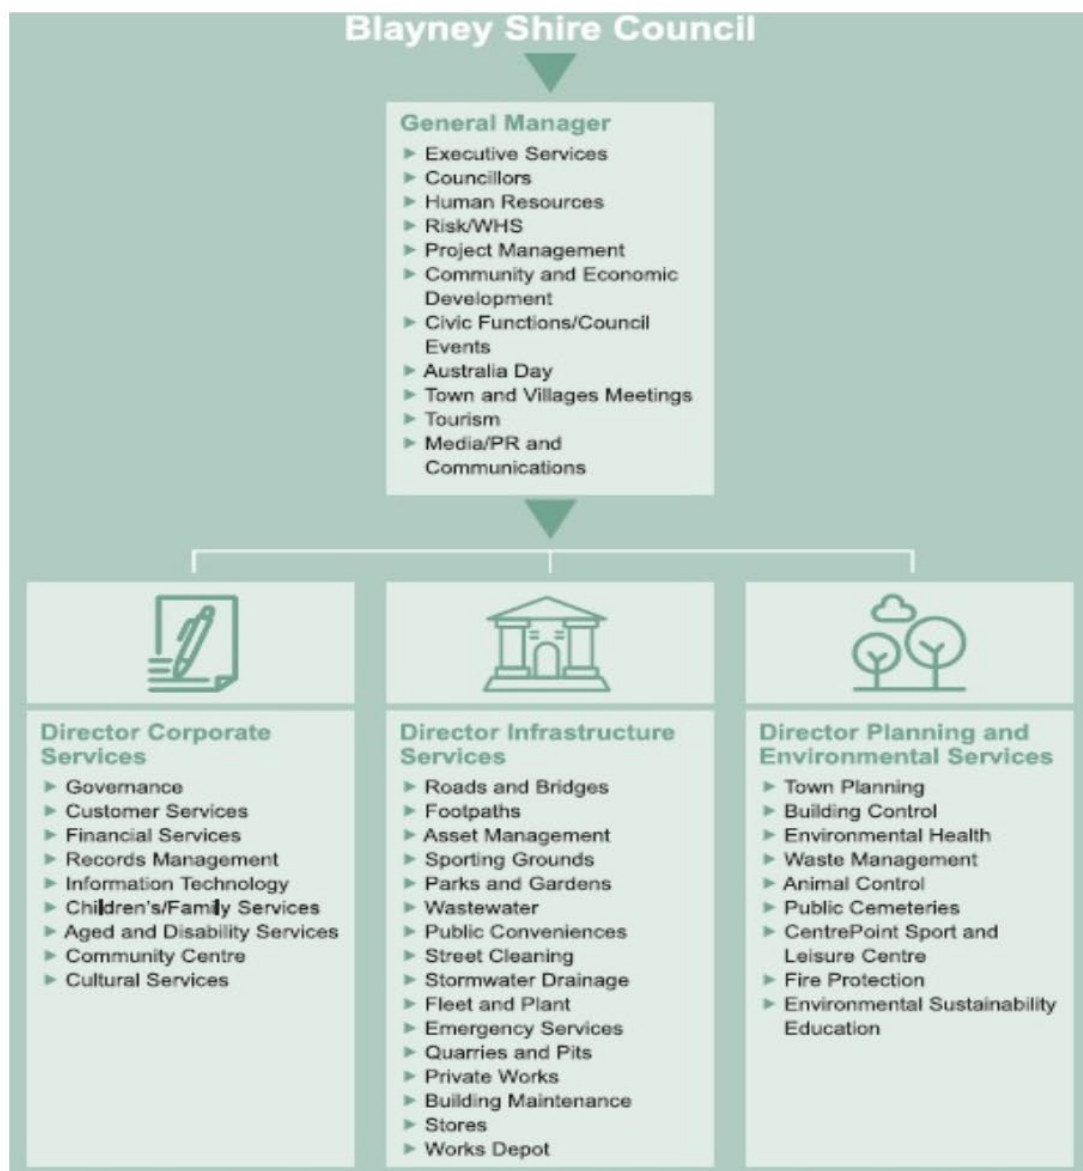 Blayney Shire Council
General Manager
Executive Services
Councillors
Human Resources
Risk/WHS
Project Management
Community and Economic
Development
Civic Functions/Council
Events
Australia Day
Town and Villages Meetings
Tourism
Media/PR and
Communications
Director Corporate
Services
Governance
Customer Services
Financial Services
Records Management
Information Technology
Children's/Family Services
Aged and Disability Services
Community Centre
Cultural Services
Director Infrastructure
Services
Roads and Bridges
Footpaths
Asset Management
Sporting Grounds
Parks and Gardens
Wastewater
Public Conveniences
Street Cleaning
Stormwater Drainage
Fleet and Plant
Emergency Services
Quarries and Pits
Private Works
Building Maintenance
Stores
Works Depot
Director Planning and
Environmental Services
Town Planning
Building Control
Environmental Health
Waste Management
Animal Control
Public Cemeteries
CentrePoint Sport and
Leisure Centre
Fire Protection
Environmental Sustainability
Education